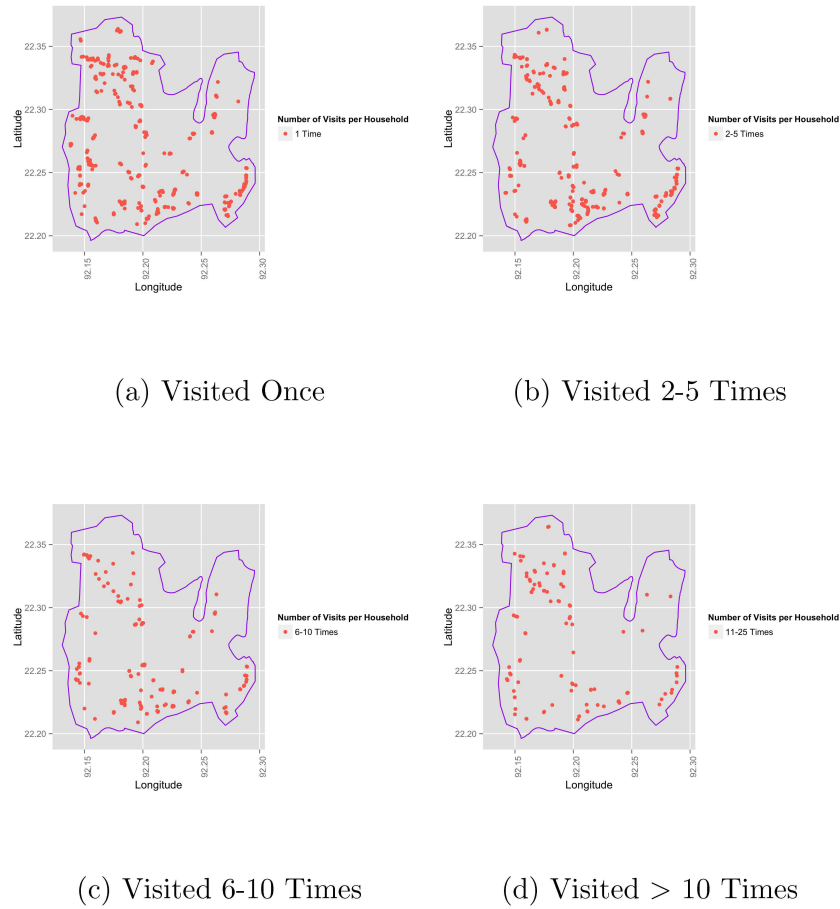 22.35
22.30
22.25
22.20
Latitude
92.15
92.20
92.25
92.30
Longitude
Number of Visits per Household
1 Time
(a) Visited Once
22.35
22.30
22.25
22.20
Latitude
92.15
92.20
92.25
92.30
Longitude
Number of Visits per Household
2-5 Times
(b) Visited 2-5 Times
22.35
22.30
22.25
22.20
Latitude
92.15
92.20
92.25
92.30
Longitude
Number of Visits per Household
6-10 Times
(c) Visited 6-10 Times
22.35
22.30
22.25
22.20
Latitude
92.15
92.20
92.25
92.30
Longitude
Number of Visits per Household
11-25 Times
(d) Visited > 10 Times